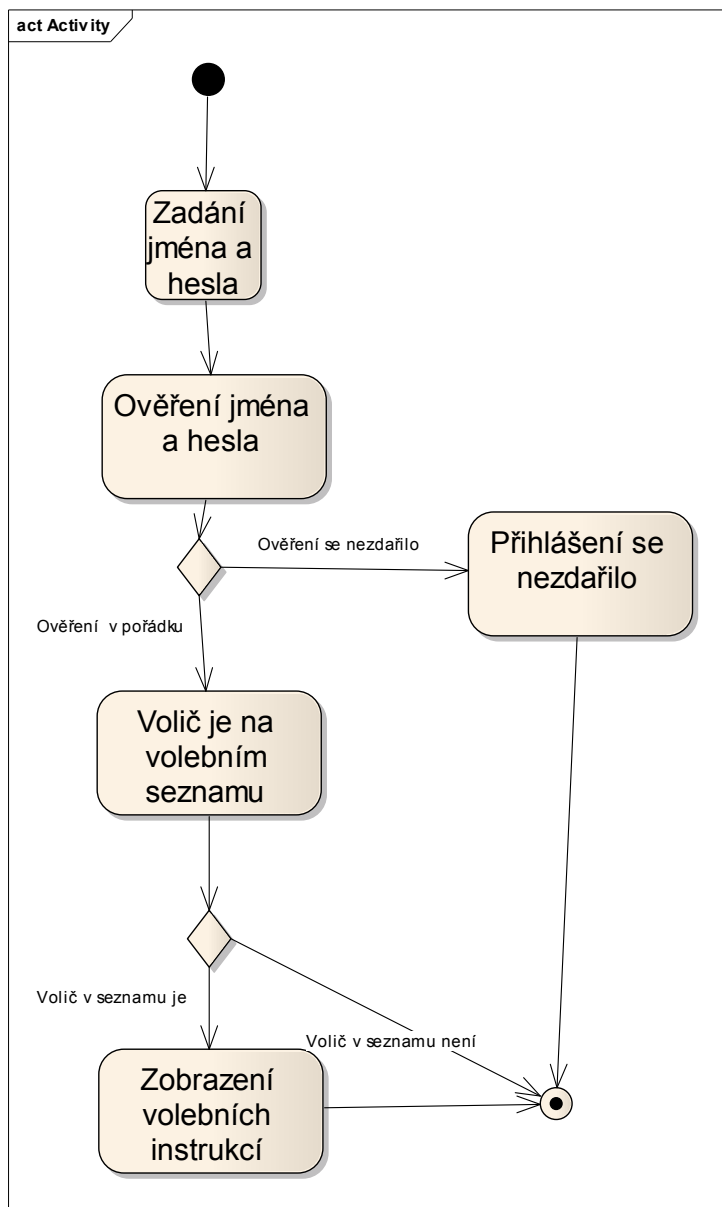 act Activity
Zadání
jména a
hesla
Ověření jména
a hesla
Ověření se nezdařilo
Přihlášení se
nezdařilo
Ověření v pořádku
Volič je na
volebním
seznamu
Volič v seznamu je
Volič v seznamu není
Zobrazení
volebních
instrukcí